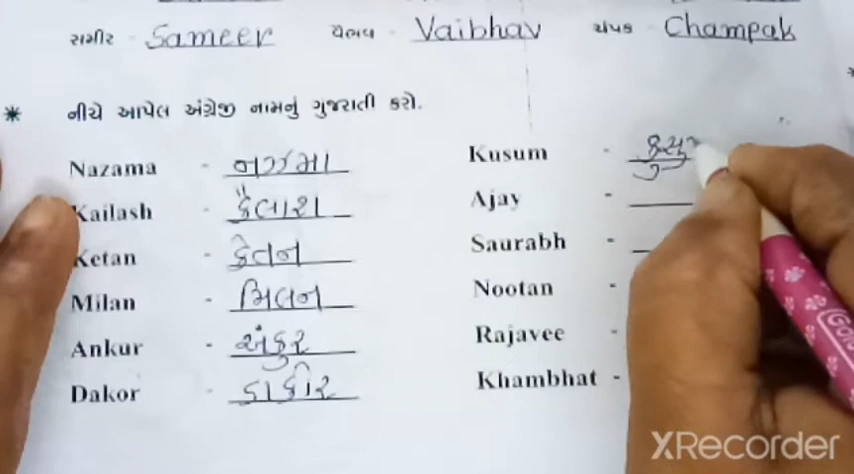 સમીર - Sameer વૈભવ - Vaibhav ચંપક - Champak
* નીચે આપેલ અંગ્રેજી નામનું ગુજરાતી કરો.
Nazama - નઝમા Kusum - કુસુમ
Kailash - કૈલાશ Ajay -
Ketan - કેતન Saurabh -
Milan - મિલન Nootan -
Ankur - અંકુર Rajavee -
Dakor - ડાકોર Khambhat -
XRecorder